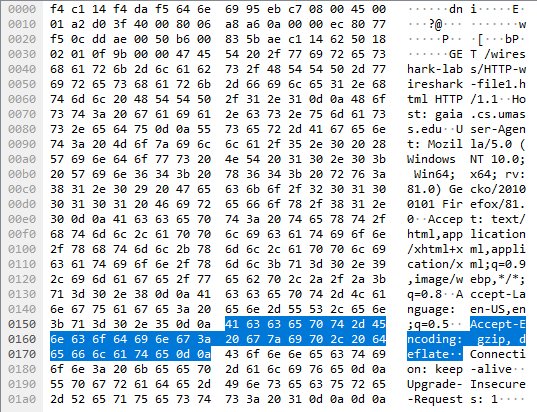 0000 f4 c1 14 f4 da f5 64 6e 69 95 eb c7 08 00 45 00 ······dn i·····E·
0010 01 a2 d0 3f 40 00 80 06 a8 a6 0a 00 00 ec 80 77 ···?@··· ·······w
0020 f5 0c dd ae 00 50 b6 00 83 5b ae c1 14 62 50 18 ·····P·· ·[···bP·
0030 02 01 0f 9b 00 00 47 45 54 20 2f 77 69 72 65 73 ······GE T /wires
0040 68 61 72 6b 2d 6c 61 62 73 2f 48 54 54 50 2d 77 hark-lab s/HTTP-w
0050 69 72 65 73 68 61 72 6b 2d 66 69 6c 65 31 2e 68 ireshark -file1.h
0060 74 6d 6c 20 48 54 54 50 2f 31 2e 31 0d 0a 48 6f tml HTTP /1.1··Ho
0070 73 74 3a 20 67 61 69 61 2e 63 73 2e 75 6d 61 73 st: gaia .cs.umas
0080 73 2e 65 64 75 0d 0a 55 73 65 72 2d 41 67 65 6e s.edu··U ser-Agen
0090 74 3a 20 4d 6f 7a 69 6c 6c 61 2f 35 2e 30 20 28 t: Mozil la/5.0 (
00a0 57 69 6e 64 6f 77 73 20 4e 54 20 31 30 2e 30 3b Windows  NT 10.0;
00b0 20 57 69 6e 36 34 3b 20 78 36 34 3b 20 72 76 3a  Win64;  x64; rv:
00c0 38 31 2e 30 29 20 47 65 63 6b 6f 2f 32 30 31 30 81.0) Ge cko/2010
00d0 30 31 30 31 20 46 69 72 65 66 6f 78 2f 38 31 2e 0101 Fir efox/81.
00e0 30 0d 0a 41 63 63 65 70 74 3a 20 74 65 78 74 2f 0··Accep t: text/
00f0 68 74 6d 6c 2c 61 70 70 6c 69 63 61 74 69 6f 6e html,app lication
0100 2f 78 68 74 6d 6c 2b 78 6d 6c 2c 61 70 70 6c 69 /xhtml+x ml,appli
0110 63 61 74 69 6f 6e 2f 78 6d 6c 3b 71 3d 30 2e 39 cation/x ml;q=0.9
0120 2c 69 6d 61 67 65 2f 77 65 62 70 2c 2a 2f 2a 3b ,image/w ebp,*/*;
0130 71 3d 30 2e 38 0d 0a 41 63 63 65 70 74 2d 4c 61 q=0.8··A ccept-La
0140 6e 67 75 61 67 65 3a 20 65 6e 2d 55 53 2c 65 6e nguage:  en-US,en
0150 3b 71 3d 30 2e 35 0d 0a 41 63 63 65 70 74 2d 45 ;q=0.5·· Accept-E
0160 6e 63 6f 64 69 6e 67 3a 20 67 7a 69 70 2c 20 64 ncoding:  gzip, d
0170 65 66 6c 61 74 65 0d 0a 43 6f 6e 6e 65 63 74 69 eflate·· Connecti
0180 6f 6e 3a 20 6b 65 65 70 2d 61 6c 69 76 65 0d 0a on: keep -alive··
0190 55 70 67 72 61 64 65 2d 49 6e 73 65 63 75 72 65 Upgrade- Insecure
01a0 2d 52 65 71 75 65 73 74 73 3a 20 31 0d 0a 0d 0a -Request s: 1····